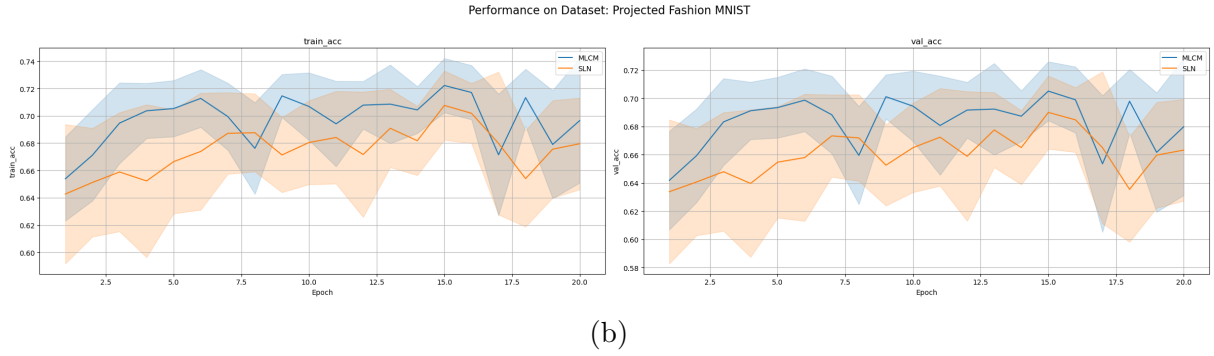 Performance on Dataset: Projected Fashion MNIST
train_acc
MLCM
SLN
train_acc
0.74
0.72
0.70
0.68
0.66
0.64
0.62
0.60
2.5 5.0 7.5 10.0 12.5 15.0 17.5 20.0
Epoch
val_acc
MLCM
SLN
val_acc
0.72
0.70
0.68
0.66
0.64
0.62
0.60
0.58
2.5 5.0 7.5 10.0 12.5 15.0 17.5 20.0
Epoch
(b)